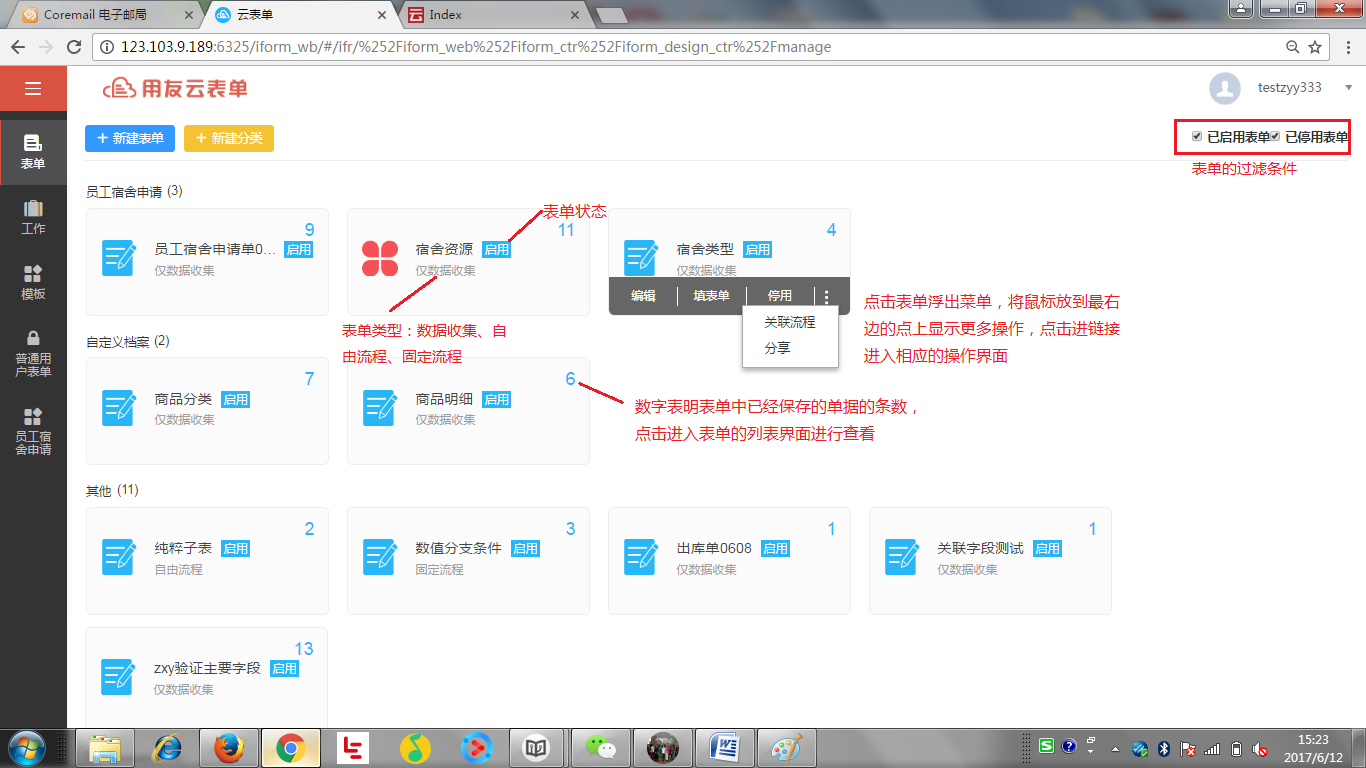 Coremail 电子邮局
云表单
Index
123.103.9.189:6325/iform_wb/#/ifr/%252Fiform_web%252Fiform_ctr%252Fiform_design_ctr%252Fmanage
用友云表单
testzyy333
+ 新建表单
+ 新建分类
已启用表单
已停用表单
表单的过滤条件
表单
工作
模板
普通用
户表单
员工宿
舍申请
员工宿舍申请 (3)
9
员工宿舍申请单0...
启用
仅数据收集
表单状态
11
宿舍资源
启用
仅数据收集
4
宿舍类型
启用
仅数据收集
编辑
填表单
停用
关联流程
分享
表单类型：数据收集、自
由流程、固定流程
点击表单浮出菜单，将鼠标放到最右
边的点上显示更多操作，点击进链接
进入相应的操作界面
自定义档案 (2)
7
商品分类
启用
仅数据收集
6
商品明细
启用
仅数据收集
数字表明表单中已经保存的单据的条数，
点击进入表单的列表界面进行查看
其他 (11)
2
纯粹子表
启用
自由流程
3
数值分支条件
启用
固定流程
1
出库单0608
启用
仅数据收集
1
关联字段测试
启用
仅数据收集
13
zxy验证主要字段
启用
仅数据收集
15:23
2017/6/12